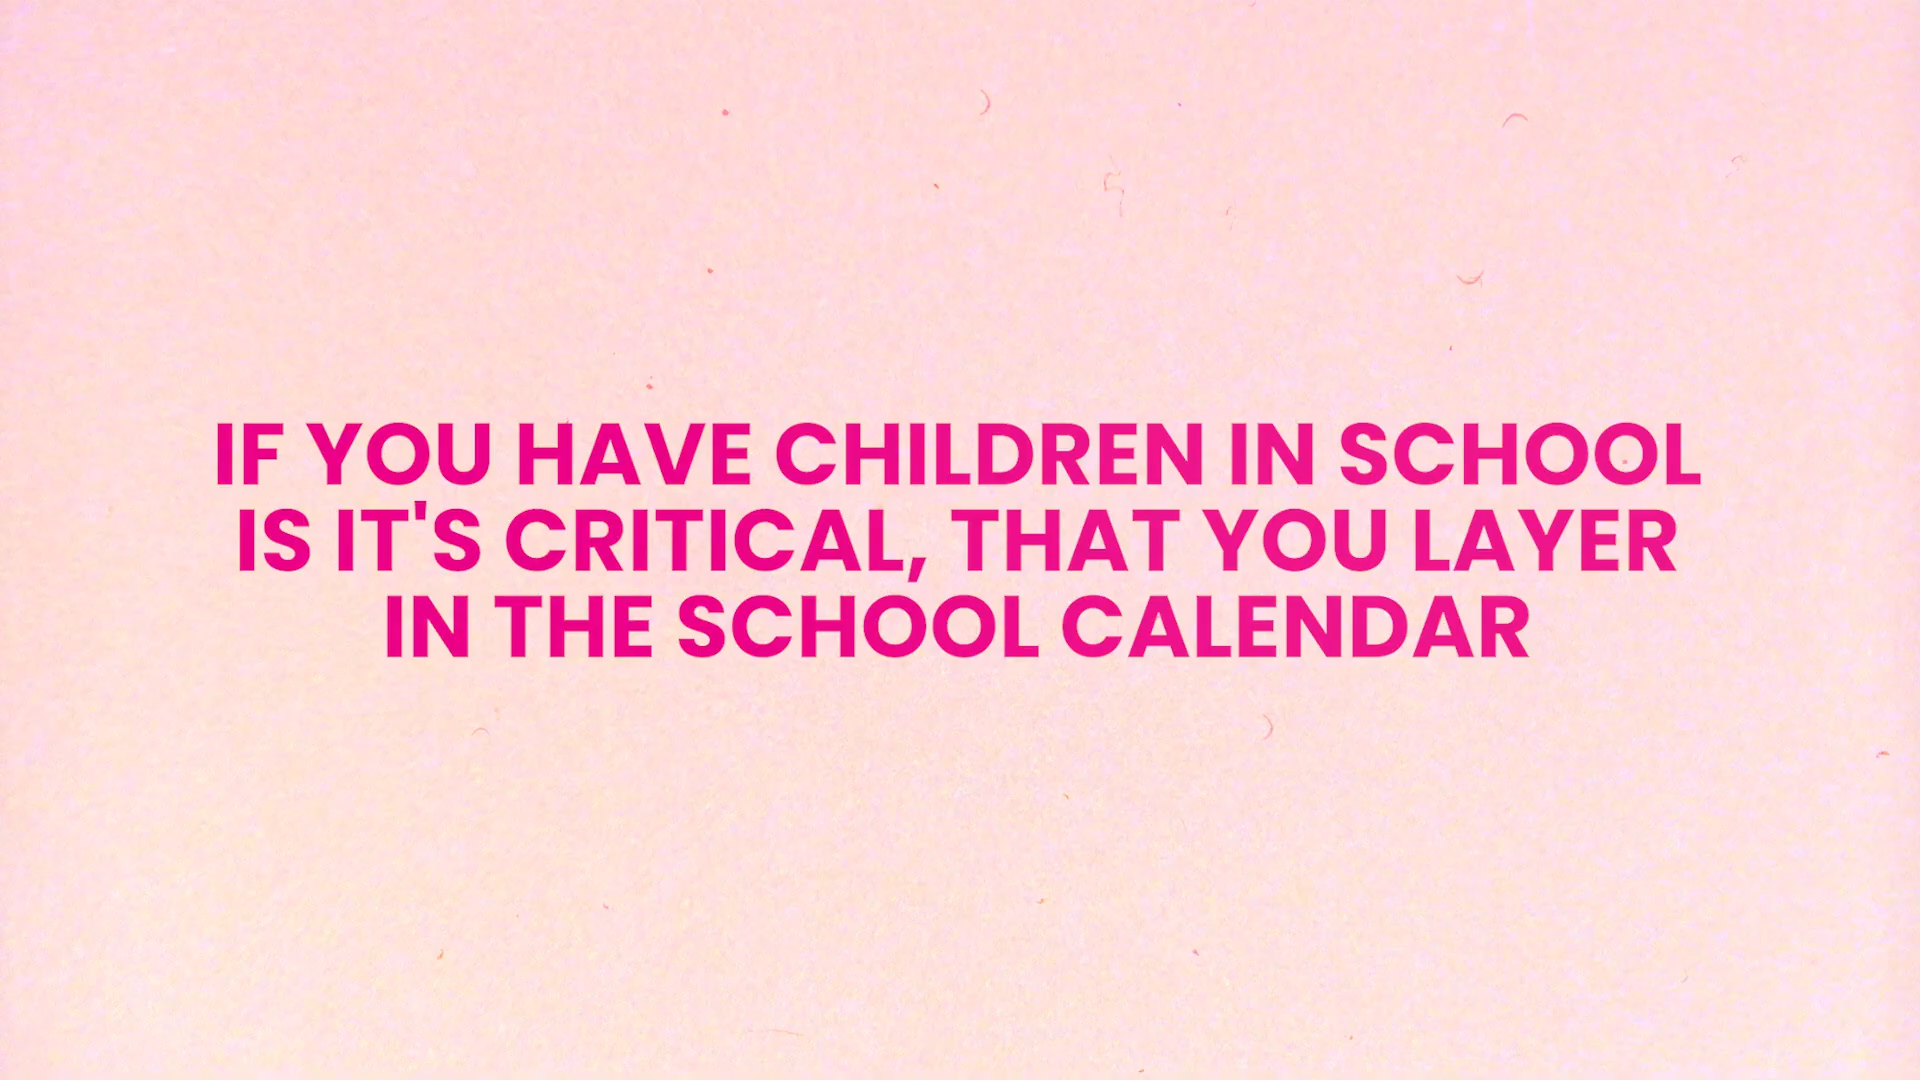 IF YOU HAVE CHILDREN IN SCHOOL
IS IT'S CRITICAL, THAT YOU LAYER
IN THE SCHOOL CALENDAR